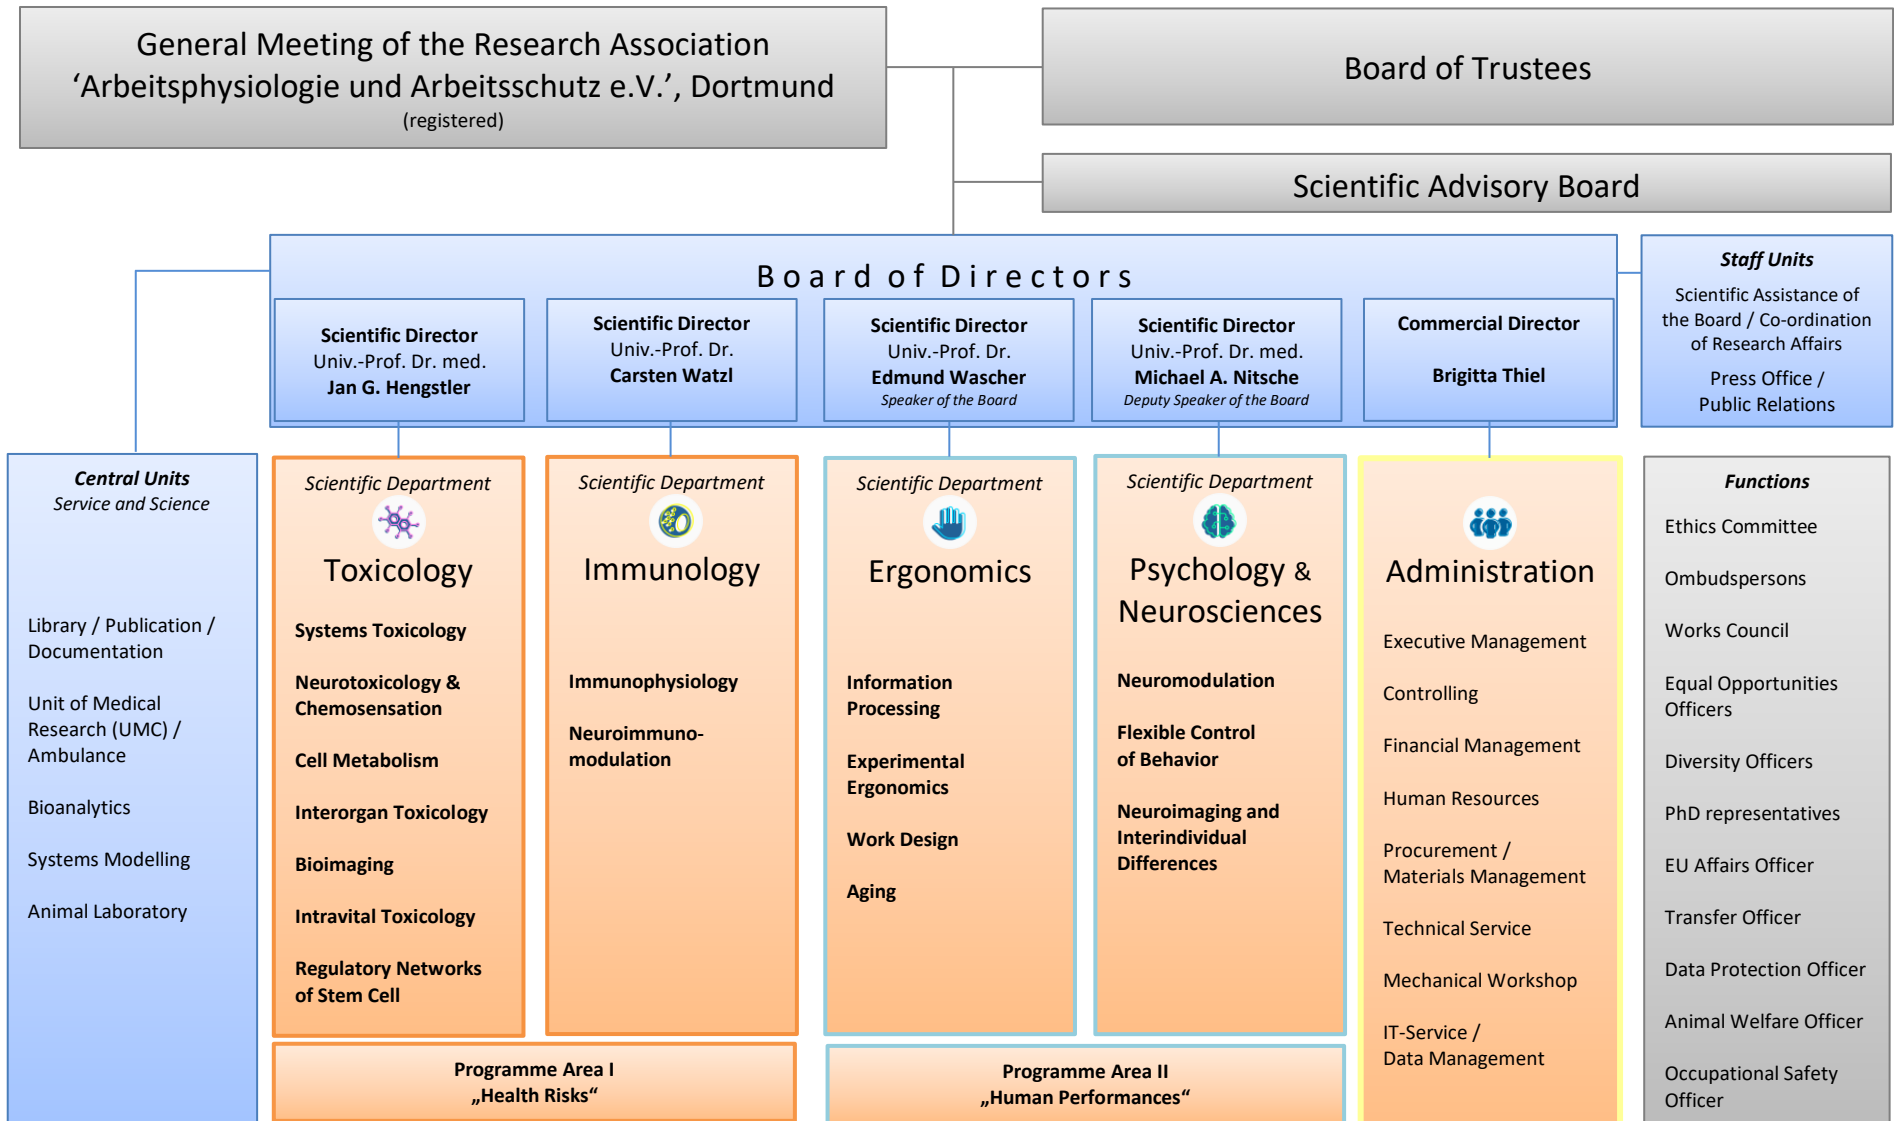 General Meeting of the Research Association
‘Arbeitsphysiologie und Arbeitsschutz e.V.’, Dortmund
(registered)
Board of Trustees
Scientific Advisory Board
Board of Directors
Scientific Director
Univ.-Prof. Dr. med.
Jan G. Hengstler
Scientific Director
Univ.-Prof. Dr.
Carsten Watzl
Scientific Director
Univ.-Prof. Dr.
Edmund Wascher
Speaker of the Board
Scientific Director
Univ.-Prof. Dr. med.
Michael A. Nitsche
Deputy Speaker of the Board
Commercial Director
Brigitta Thiel
Staff Units
Scientific Assistance of
the Board / Co-ordination
of Research Affairs
Press Office /
Public Relations
Central Units
Service and Science
Library / Publication /
Documentation
Unit of Medical
Research (UMC) /
Ambulance
Bioanalytics
Systems Modelling
Animal Laboratory
Scientific Department
Toxicology
Systems Toxicology
Neurotoxicology &
Chemosensation
Cell Metabolism
Interorgan Toxicology
Bioimaging
Intravital Toxicology
Regulatory Networks
of Stem Cell
Scientific Department
Immunology
Immunophysiology
Neuroimmuno-
modulation
Programme Area I
„Health Risks“
Scientific Department
Ergonomics
Information
Processing
Experimental
Ergonomics
Work Design
Aging
Scientific Department
Psychology &
Neurosciences
Neuromodulation
Flexible Control
of Behavior
Neuroimaging and
Interindividual
Differences
Programme Area II
„Human Performances“
Administration
Executive Management
Controlling
Financial Management
Human Resources
Procurement /
Materials Management
Technical Service
Mechanical Workshop
IT-Service /
Data Management
Functions
Ethics Committee
Ombudspersons
Works Council
Equal Opportunities
Officers
Diversity Officers
PhD representatives
EU Affairs Officer
Transfer Officer
Data Protection Officer
Animal Welfare Officer
Occupational Safety
Officer